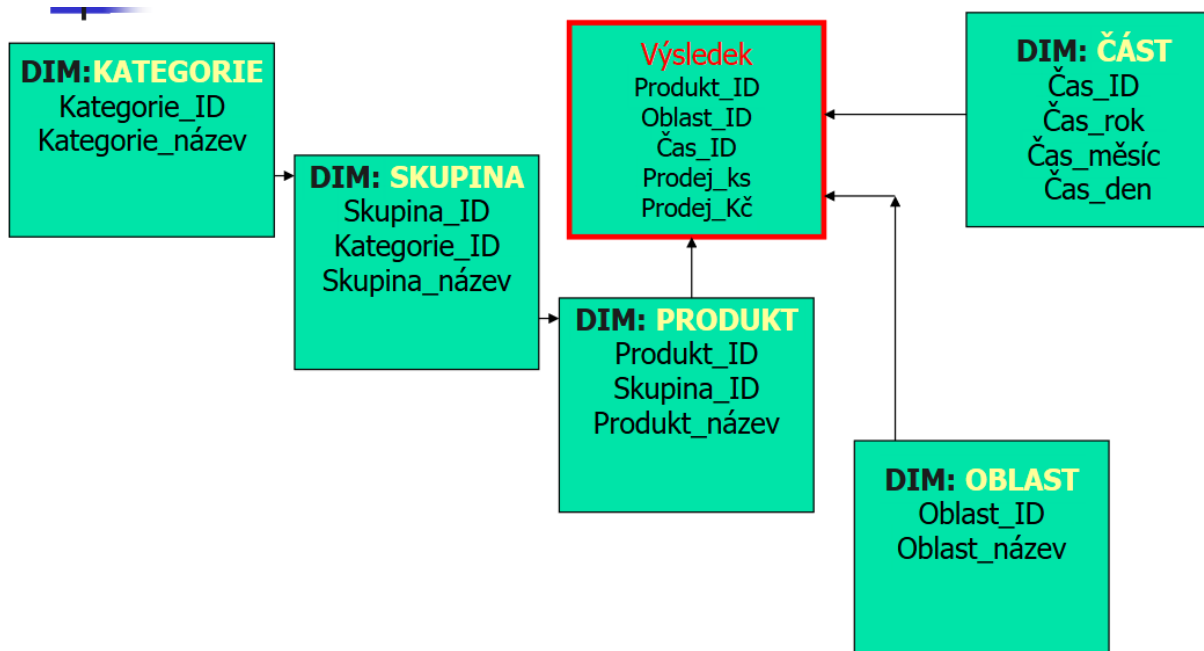 DIM:KATEGORIE
Kategorie_ID
Kategorie_název
DIM: SKUPINA
Skupina_ID
Kategorie_ID
Skupina_název
Výsledek
Produkt_ID
Oblast_ID
Čas_ID
Prodej_ks
Prodej_Kč
DIM: PRODUKT
Produkt_ID
Skupina_ID
Produkt_název
DIM: ČÁST
Čas_ID
Čas_rok
Čas_měsíc
Čas_den
DIM: OBLAST
Oblast_ID
Oblast_název